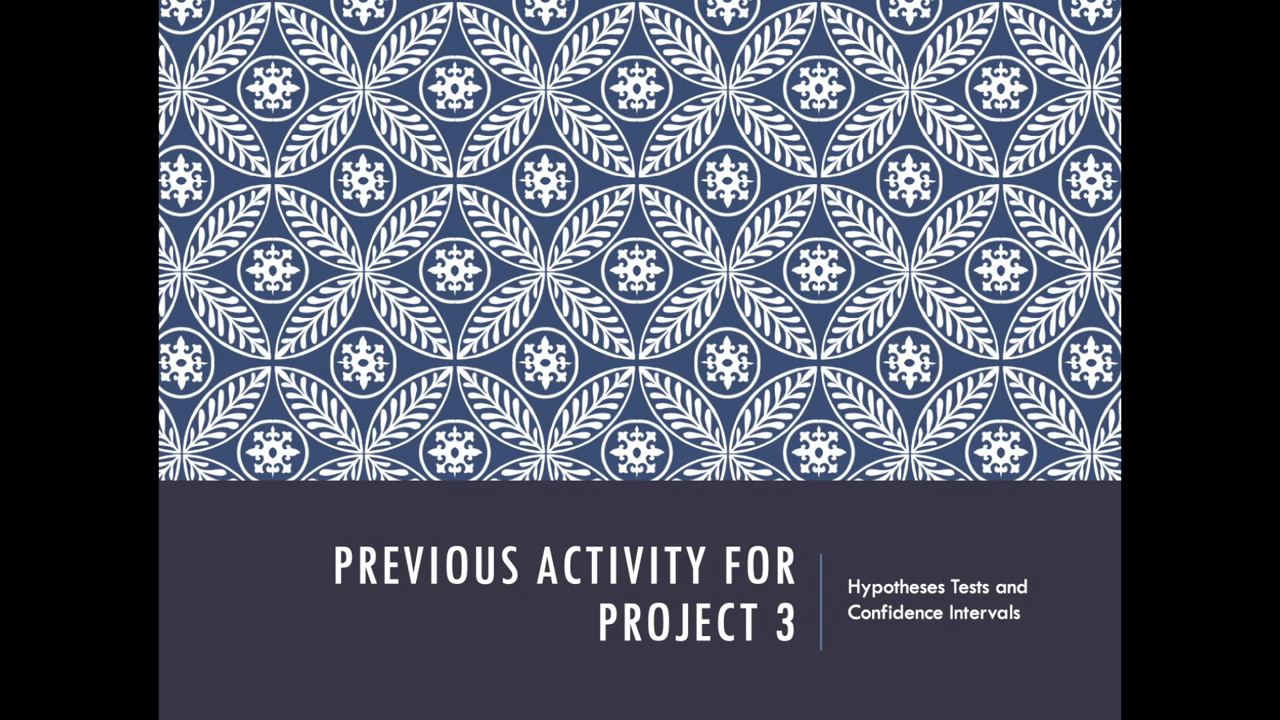 PREVIOUS ACTIVITY FOR
PROJECT 3
Hypotheses Tests and
Confidence Intervals